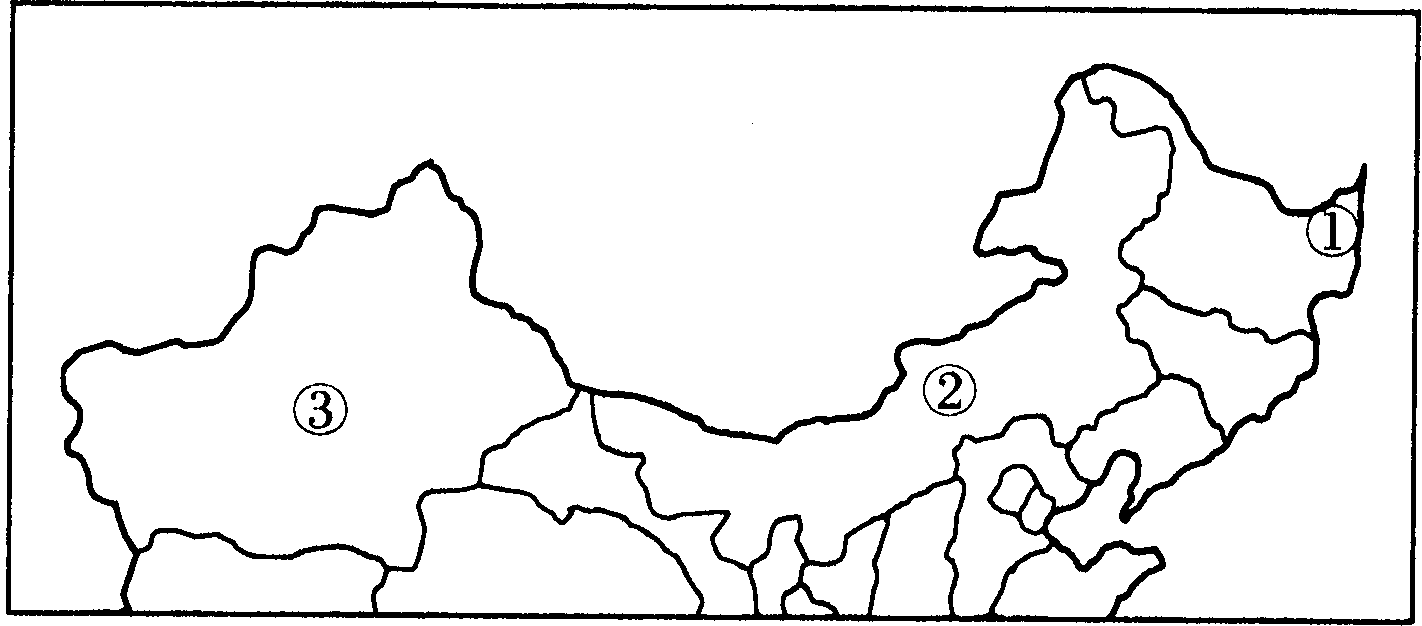 ①
②
③